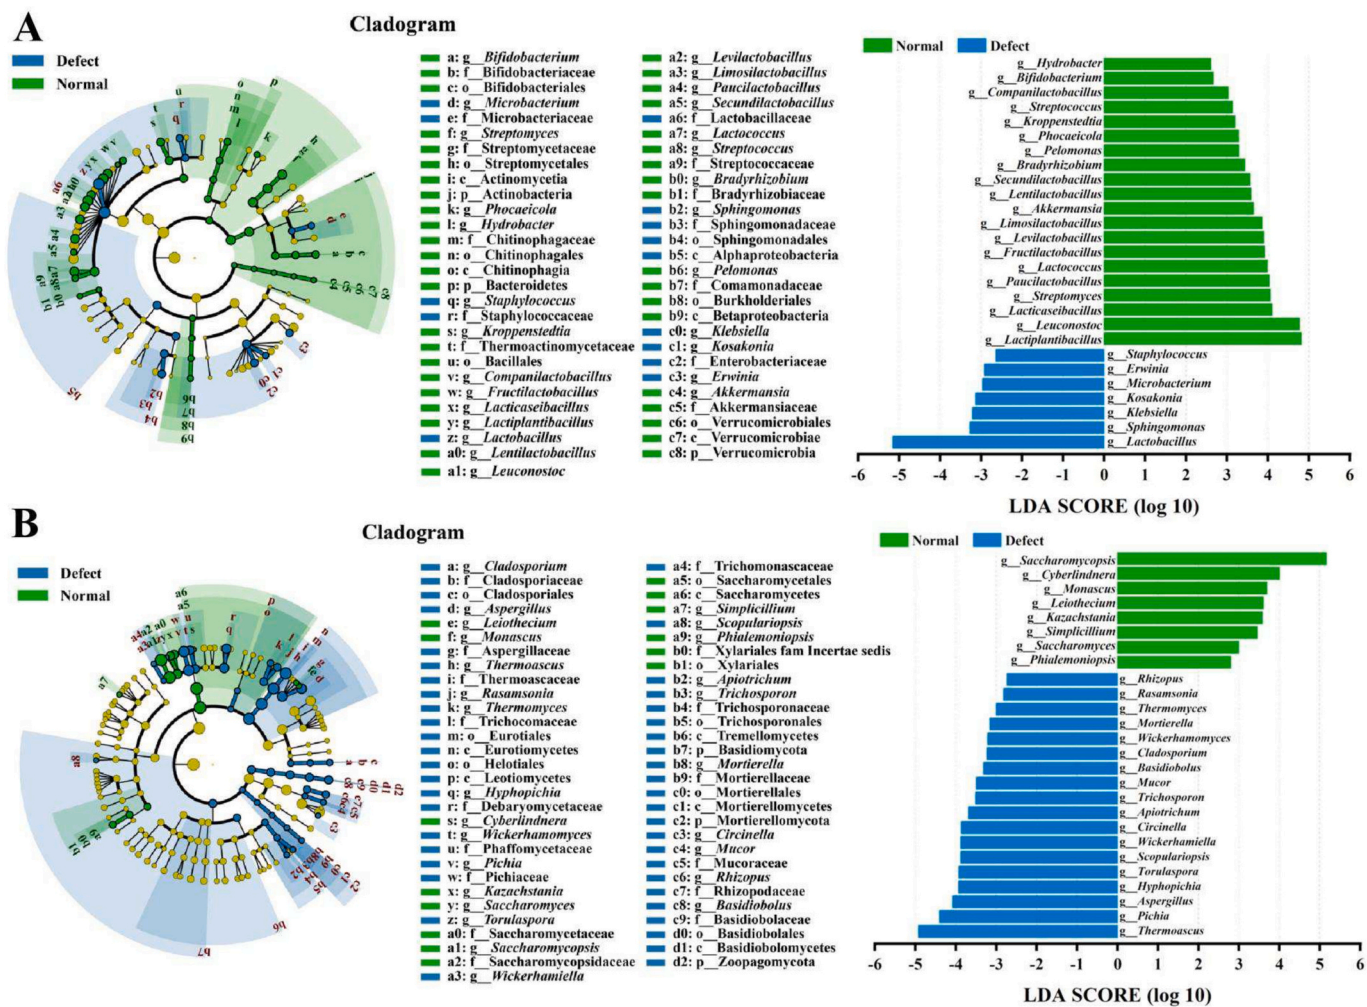 A
Cladogram
Defect
Normal
a: g__Bifidobacterium
b: f__Bifidobacteriaceae
c: o__Bifidobacteriales
d: g__Microbacterium
e: f__Microbacteriaceae
f: g__Streptomyces
g: f__Streptomycetaceae
h: o__Streptomycetales
i: c__Actinomycetia
j: p__Actinobacteria
k: g__Phocaeicola
l: g__Hydrobacter
m: f__Chitinophagaceae
n: o__Chitinophagales
o: c__Chitinophagia
p: p__Bacteroidetes
q: g__Staphylococcus
r: f__Staphylococcaceae
s: g__Kroppenstedtia
t: f__Thermoactinomycetaceae
u: o__Bacillales
v: g__Companilactobacillus
w: g__Fructilactobacillus
x: g__Lacticaseibacillus
y: g__Lactiplantibacillus
z: g__Lactobacillus
a0: g__Lentilactobacillus
a1: g__Leuconostoc
a2: g__Levilactobacillus
a3: g__Limosilactobacillus
a4: g__Paucilactobacillus
a5: g__Secundilactobacillus
a6: f__Lactobacillaceae
a7: g__Lactococcus
a8: g__Streptococcus
a9: f__Streptococcaceae
b0: g__Bradyrhizobium
b1: f__Bradyrhizobiaceae
b2: g__Sphingomonas
b3: f__Sphingomonadaceae
b4: o__Sphingomonadales
b5: c__Alphaproteobacteria
b6: g__Pelomonas
b7: f__Comamonadaceae
b8: o__Burkholderiales
b9: c__Betaproteobacteria
c0: g__Klebsiella
c1: g__Kosakonia
c2: f__Enterobacteriaceae
c3: g__Erwinia
c4: g__Akkermansia
c5: f__Akkermansiaceae
c6: o__Verrucomicrobiales
c7: c__Verrucomicrobiae
c8: p__Verrucomicrobia
Normal Defect
g__Hydrobacter
g__Bifidobacterium
g__Companilactobacillus
g__Streptococcus
g__Kroppenstedtia
g__Phocaeicola
g__Pelomonas
g__Bradyrhizobium
g__Secundilactobacillus
g__Lentilactobacillus
g__Akkermansia
g__Limosilactobacillus
g__Levilactobacillus
g__Fructilactobacillus
g__Lactococcus
g__Paucilactobacillus
g__Streptomyces
g__Lacticaseibacillus
g__Leuconostoc
g__Lactiplantibacillus
g__Staphylococcus
g__Erwinia
g__Microbacterium
g__Kosakonia
g__Klebsiella
g__Sphingomonas
g__Lactobacillus
-6 -5 -4 -3 -2 -1 0 1 2 3 4 5 6
LDA SCORE (log 10)
B
Cladogram
Defect
Normal
a: g__Cladosporium
b: f__Cladosporiaceae
c: o__Cladosporiales
d: g__Aspergillus
e: g__Leiothecium
f: g__Monascus
g: f__Aspergillaceae
h: g__Thermoascus
i: f__Thermoascaceae
j: g__Rasamsonia
k: g__Thermomyces
l: f__Trichocomaceae
m: o__Eurotiales
n: c__Eurotiomycetes
o: o__Helotiales
p: c__Leotiomycetes
q: g__Hyphopichia
r: f__Debaryomycetaceae
s: g__Cyberlindnera
t: g__Wickerhamomyces
u: f__Phaffomycetaceae
v: g__Pichia
w: f__Pichiaceae
x: g__Kazachstania
y: g__Saccharomyces
z: g__Torulaspora
a0: f__Saccharomycetaceae
a1: g__Saccharomycopsis
a2: f__Saccharomycopsidaceae
a3: g__Wickerhamiella
a4: f__Trichomonascaceae
a5: o__Saccharomycetales
a6: c__Saccharomycetes
a7: g__Simplicillium
a8: g__Scopulariopsis
a9: g__Phialemoniopsis
b0: f__Xylariales fam Incertae sedis
b1: o__Xylariales
b2: g__Apiotrichum
b3: g__Trichosporon
b4: f__Trichosporonaceae
b5: o__Trichosporonales
b6: c__Tremellomycetes
b7: p__Basidiomycota
b8: g__Mortierella
b9: f__Mortierellaceae
c0: o__Mortierellales
c1: c__Mortierellomycetes
c2: p__Mortierellomycota
c3: g__Circinella
c4: g__Mucor
c5: f__Mucoraceae
c6: g__Rhizopus
c7: f__Rhizopodaceae
c8: g__Basidiobolus
c9: f__Basidiobolaceae
d0: o__Basidiobolales
d1: c__Basidiobolomycetes
d2: p__Zoopagomycota
Normal Defect
g__Saccharomycopsis
g__Cyberlindnera
g__Monascus
g__Leiothecium
g__Kazachstania
g__Simplicillium
g__Saccharomyces
g__Phialemoniopsis
g__Rhizopus
g__Rasamsonia
g__Thermomyces
g__Mortierella
g__Wickerhamomyces
g__Cladosporium
g__Basidiobolus
g__Mucor
g__Trichosporon
g__Apiotrichum
g__Circinella
g__Wickerhamiella
g__Scopulariopsis
g__Torulaspora
g__Hyphopichia
g__Aspergillus
g__Pichia
g__Thermoascus
-6 -5 -4 -3 -2 -1 0 1 2 3 4 5 6
LDA SCORE (log 10)